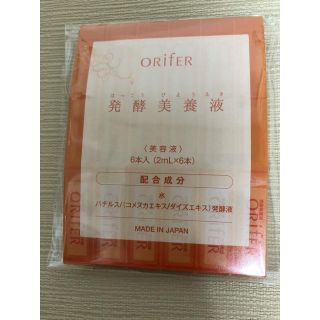 ORiFER
はっこう びようえき
発酵美養液
〈美容液〉
6本入（2mL×6本）
配合成分
水
バチルス/(コメヌカエキス/ダイズエキス)発酵液
MADE IN JAPAN